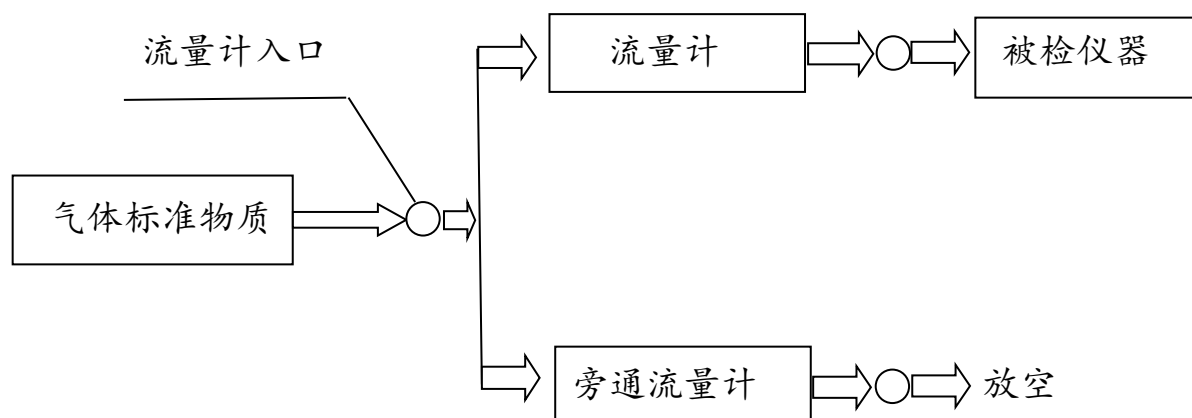 流量计入口
流量计
被检仪器
气体标准物质
旁通流量计
放空